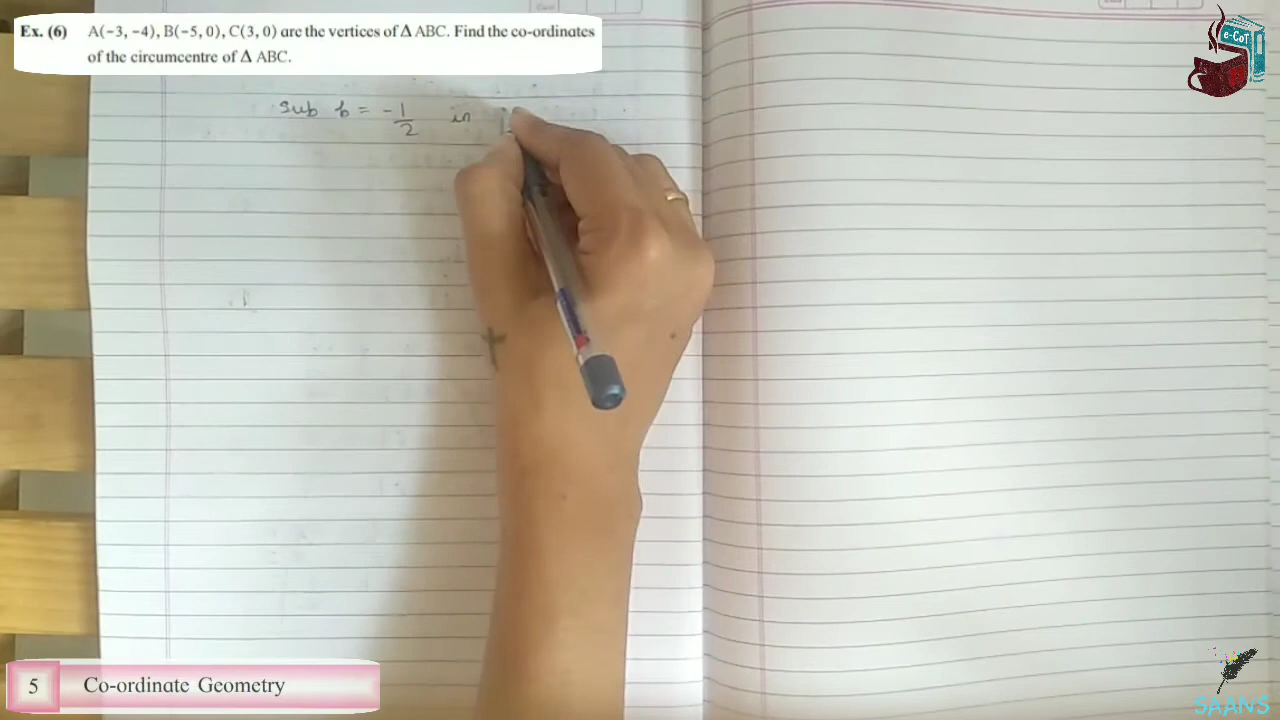 Ex. (6) A(−3, −4), B(−5, 0), C(3, 0) are the vertices of Δ ABC. Find the co-ordinates
of the circumcentre of Δ ABC.
e-CoT
sub b = -1/2 in
5 Co-ordinate Geometry
SAANS